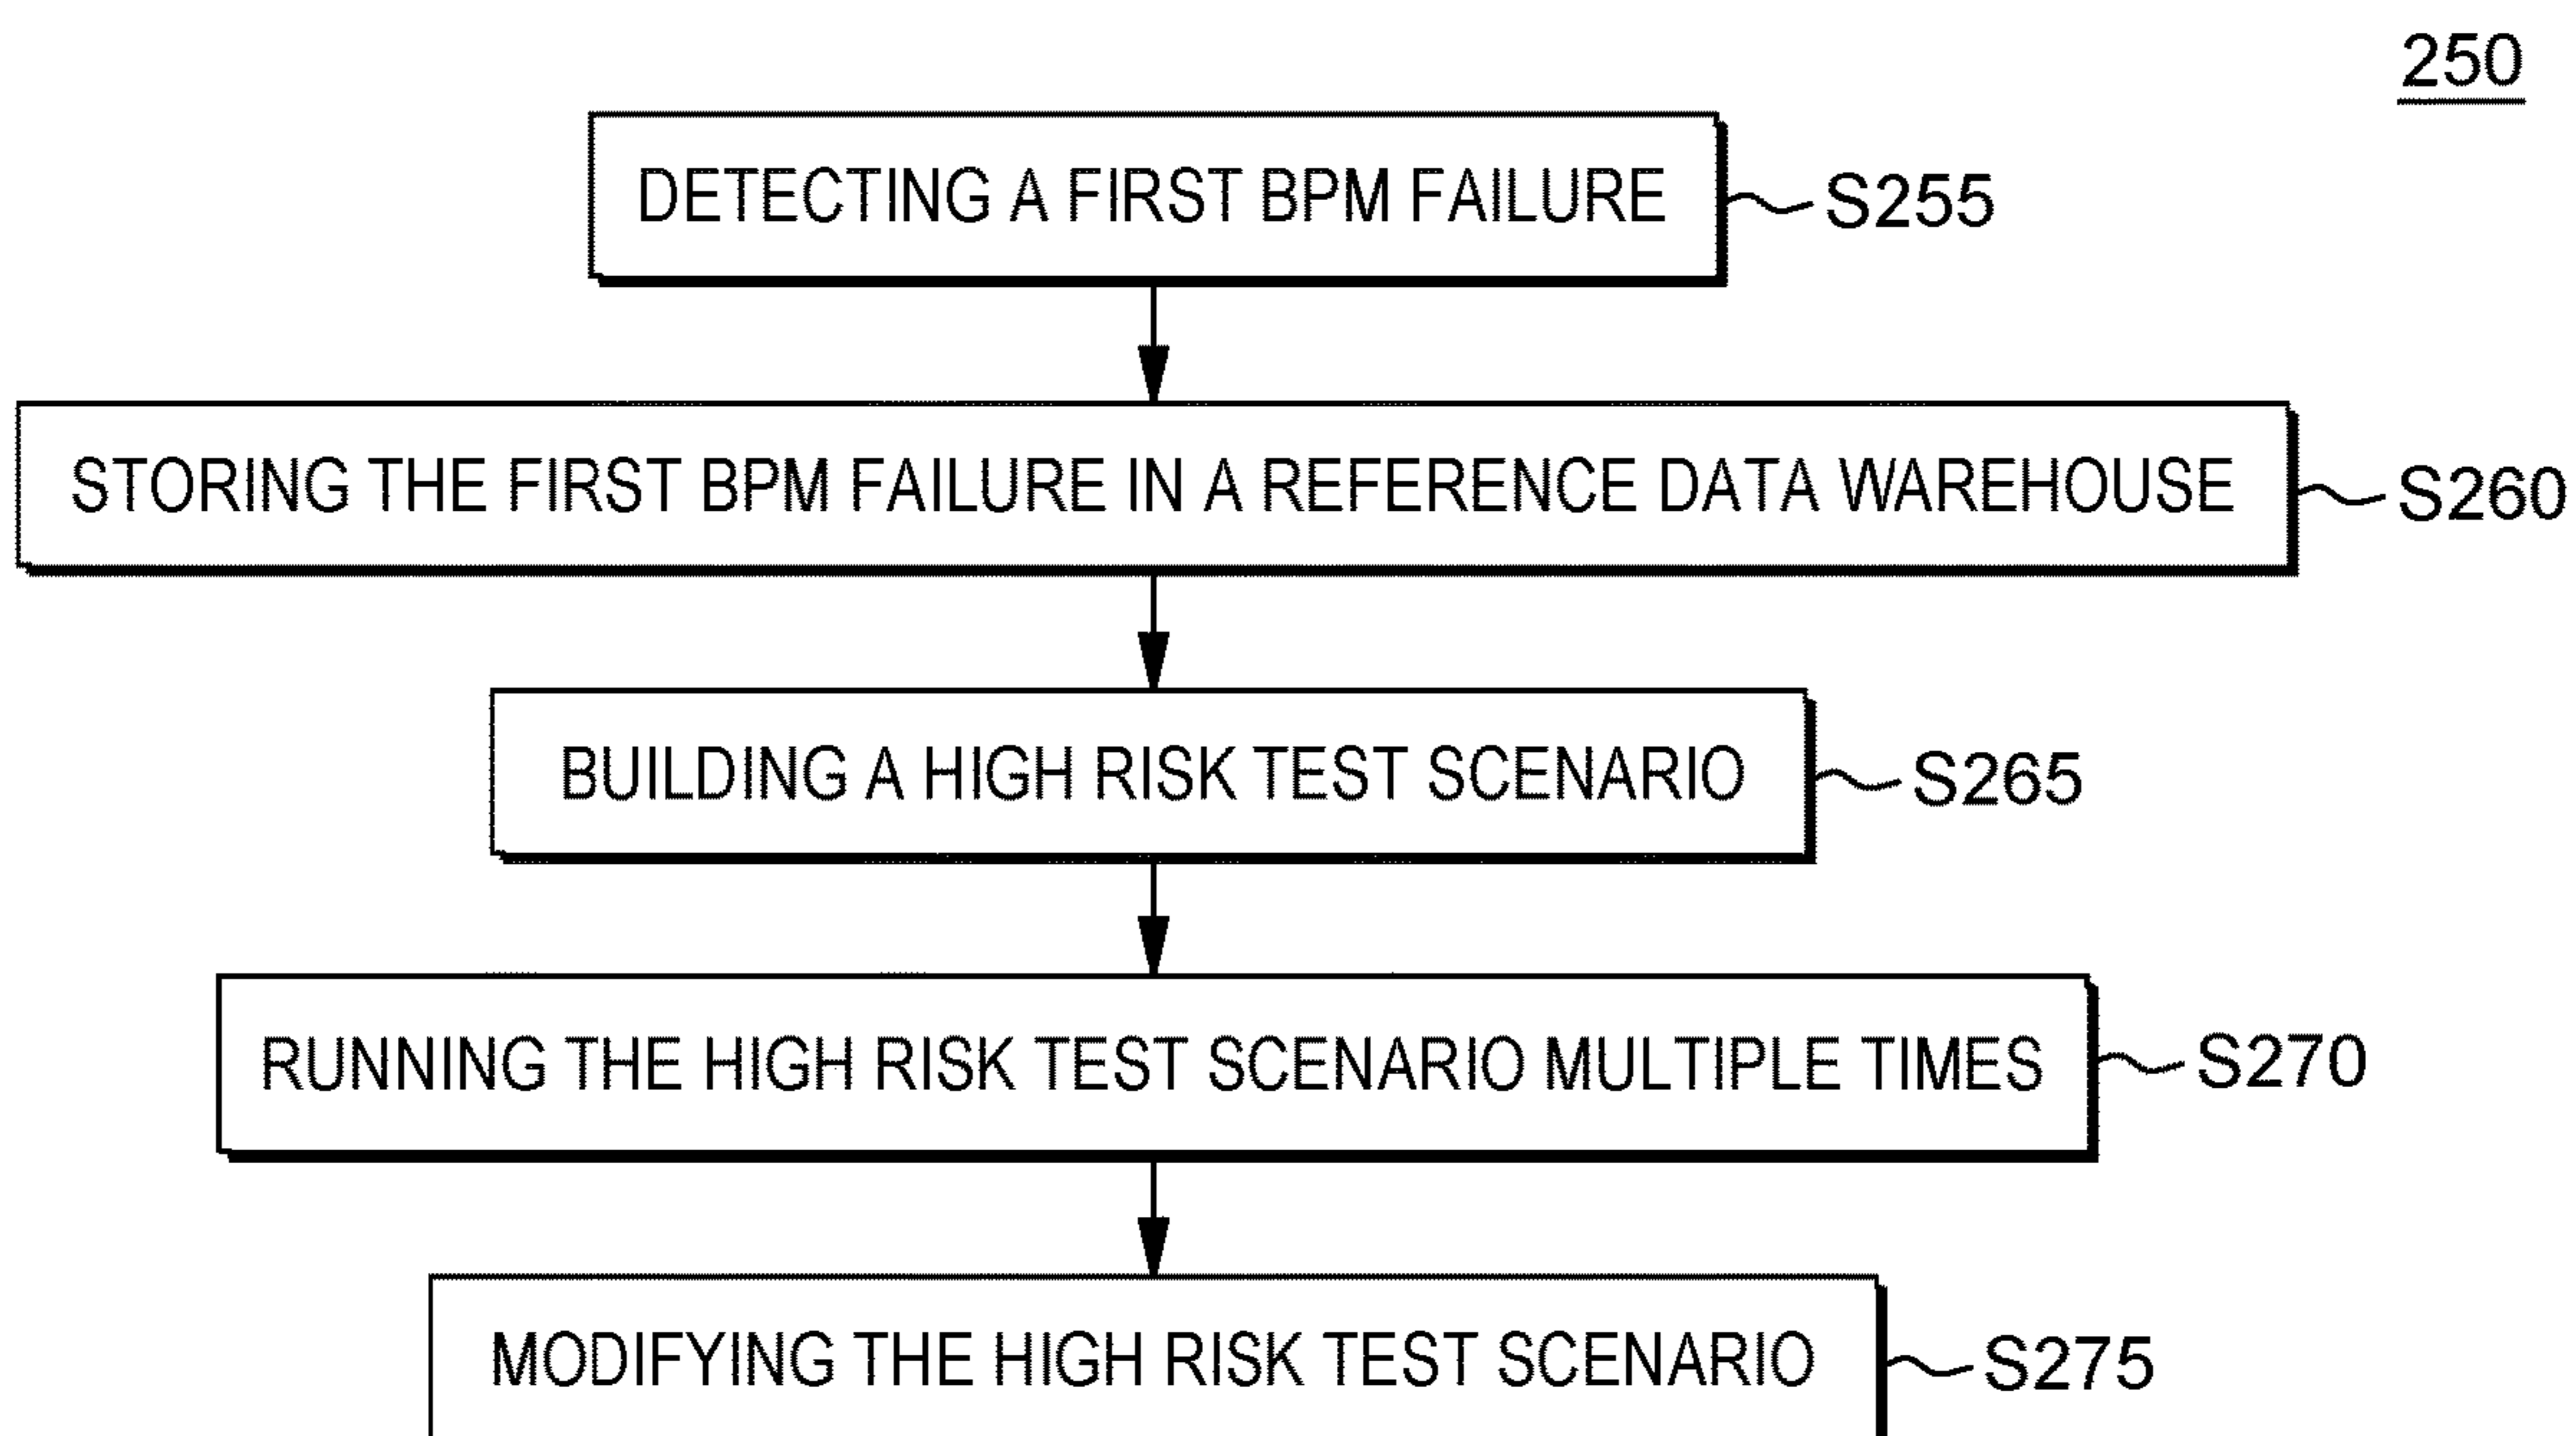 250
DETECTING A FIRST BPM FAILURE
S255
STORING THE FIRST BPM FAILURE IN A REFERENCE DATA WAREHOUSE
S260
BUILDING A HIGH RISK TEST SCENARIO
S265
RUNNING THE HIGH RISK TEST SCENARIO MULTIPLE TIMES
S270
MODIFYING THE HIGH RISK TEST SCENARIO
S275